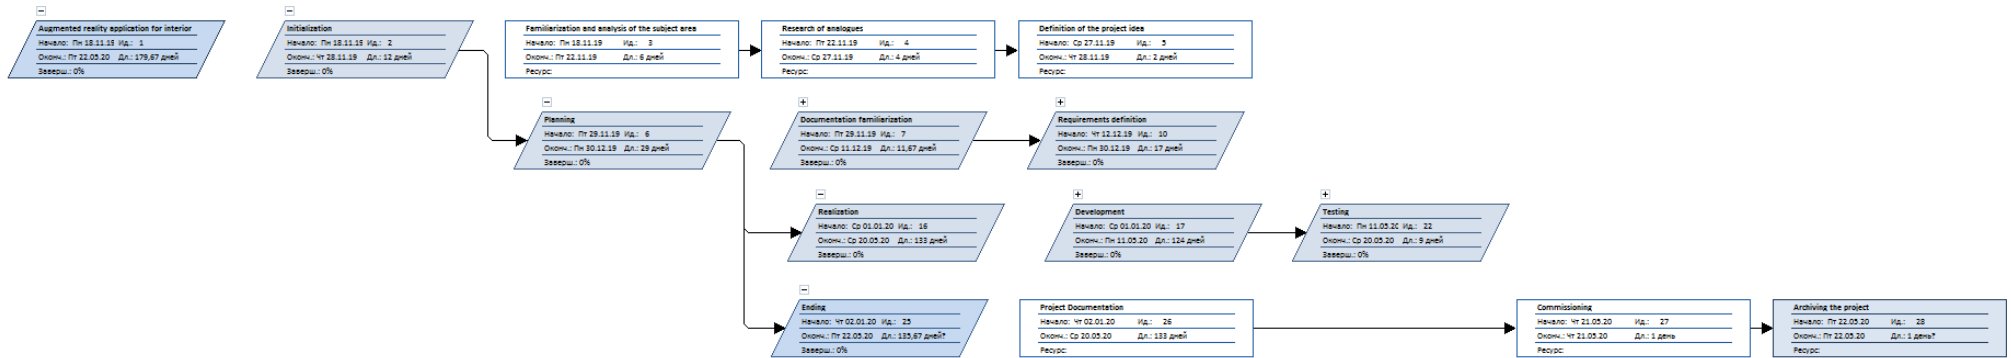 Augmented reality application for interior
Начало: Пн 18.11.19 Ид.: 1
Оконч.: Пт 22.05.20 Дл.: 179,67 дней
Заверш.: 0%
Initialization
Начало: Пн 18.11.19 Ид.: 2
Оконч.: Чт 28.11.19 Дл.: 12 дней
Заверш.: 0%
Familiarization and analysis of the subject area
Начало: Пн 18.11.19 Ид.: 3
Оконч.: Пт 22.11.19 Дл.: 6 дней
Ресурс:
Research of analogues
Начало: Пт 22.11.19 Ид.: 4
Оконч.: Ср 27.11.19 Дл.: 4 дней
Ресурс:
Definition of the project idea
Начало: Ср 27.11.19 Ид.: 5
Оконч.: Чт 28.11.19 Дл.: 2 дней
Ресурс:
Planning
Начало: Пт 29.11.19 Ид.: 6
Оконч.: Пн 30.12.19 Дл.: 29 дней
Заверш.: 0%
Documentation familiarization
Начало: Пт 29.11.19 Ид.: 7
Оконч.: Ср 11.12.19 Дл.: 11,67 дней
Заверш.: 0%
Requirements definition
Начало: Чт 12.12.19 Ид.: 10
Оконч.: Пн 30.12.19 Дл.: 17 дней
Заверш.: 0%
Realization
Начало: Ср 01.01.20 Ид.: 16
Оконч.: Ср 20.05.20 Дл.: 133 дней
Заверш.: 0%
Development
Начало: Ср 01.01.20 Ид.: 17
Оконч.: Пн 11.05.20 Дл.: 124 дней
Заверш.: 0%
Testing
Начало: Пн 11.05.2 Ид.: 22
Оконч.: Ср 20.05.20 Дл.: 9 дней
Заверш.: 0%
Ending
Начало: Чт 02.01.20 Ид.: 25
Оконч.: Пт 22.05.20 Дл.: 135,67 дней?
Заверш.: 0%
Project Documentation
Начало: Чт 02.01.20 Ид.: 26
Оконч.: Ср 20.05.20 Дл.: 133 дней
Ресурс:
Commissioning
Начало: Чт 21.05.20 Ид.: 27
Оконч.: Чт 21.05.20 Дл.: 1 день
Ресурс:
Archiving the project
Начало: Пт 22.05.20 Ид.: 28
Оконч.: Пт 22.05.20 Дл.: 1 день?
Ресурс: